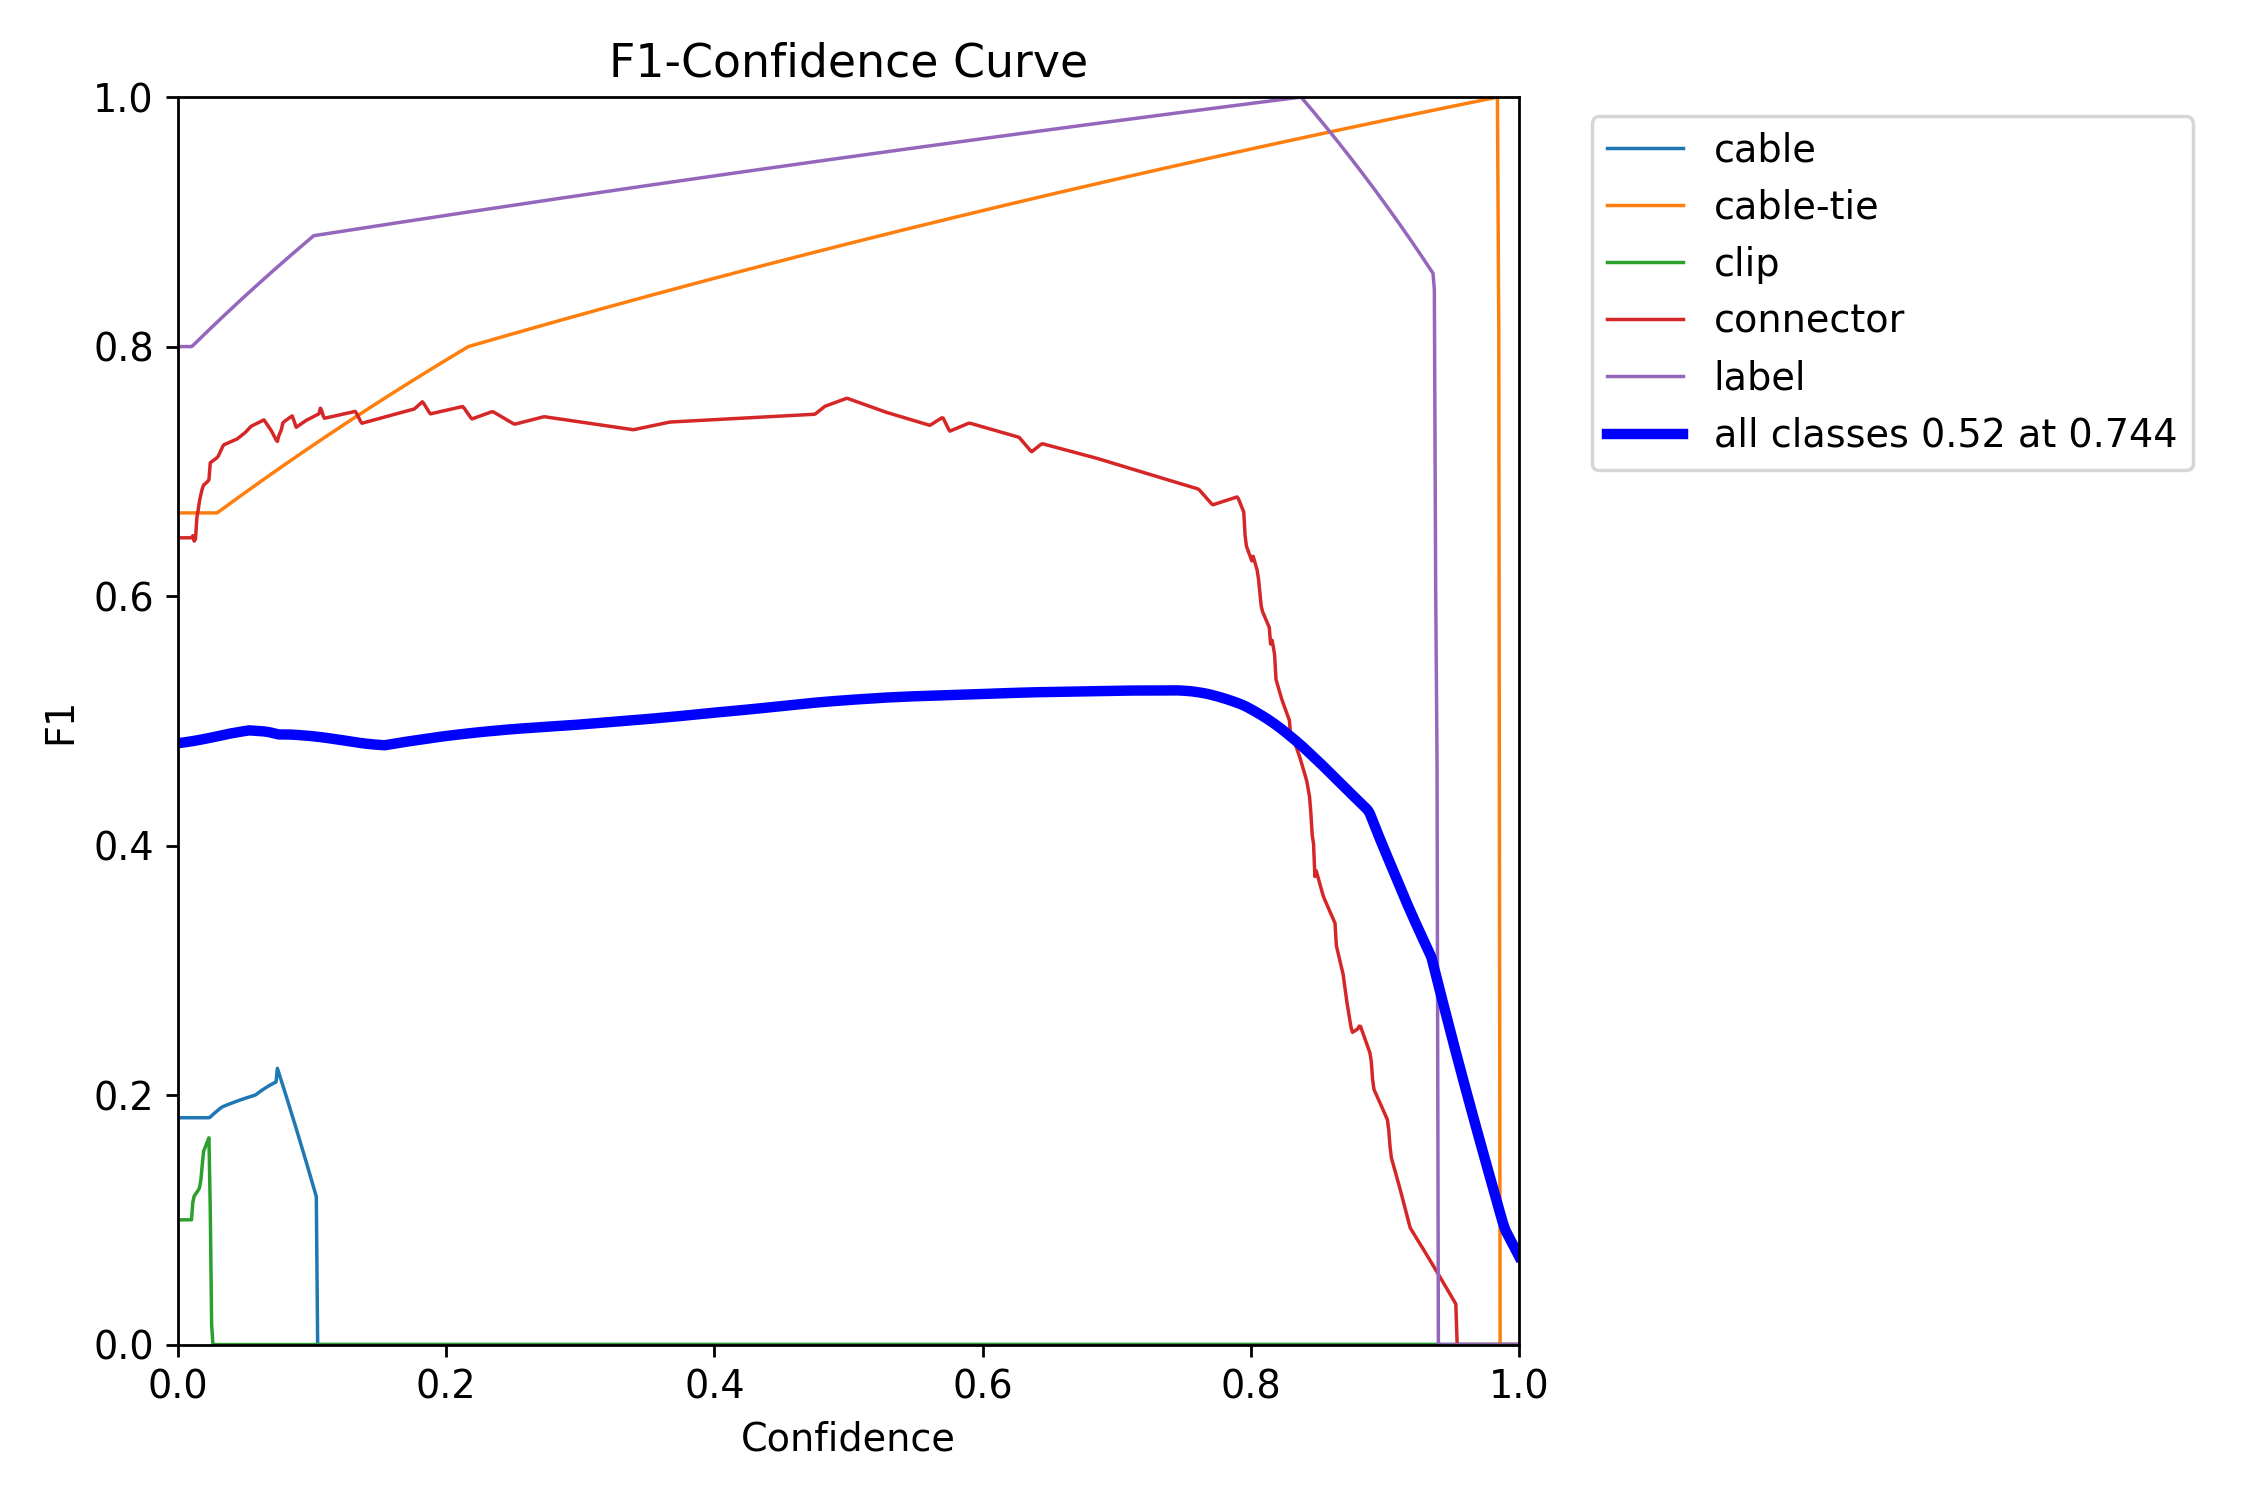 F1-Confidence Curve
1.0
0.8
0.6
0.4
0.2
0.0
F1
0.0 0.2 0.4 0.6 0.8 1.0
Confidence
cable
cable-tie
clip
connector
label
all classes 0.52 at 0.744